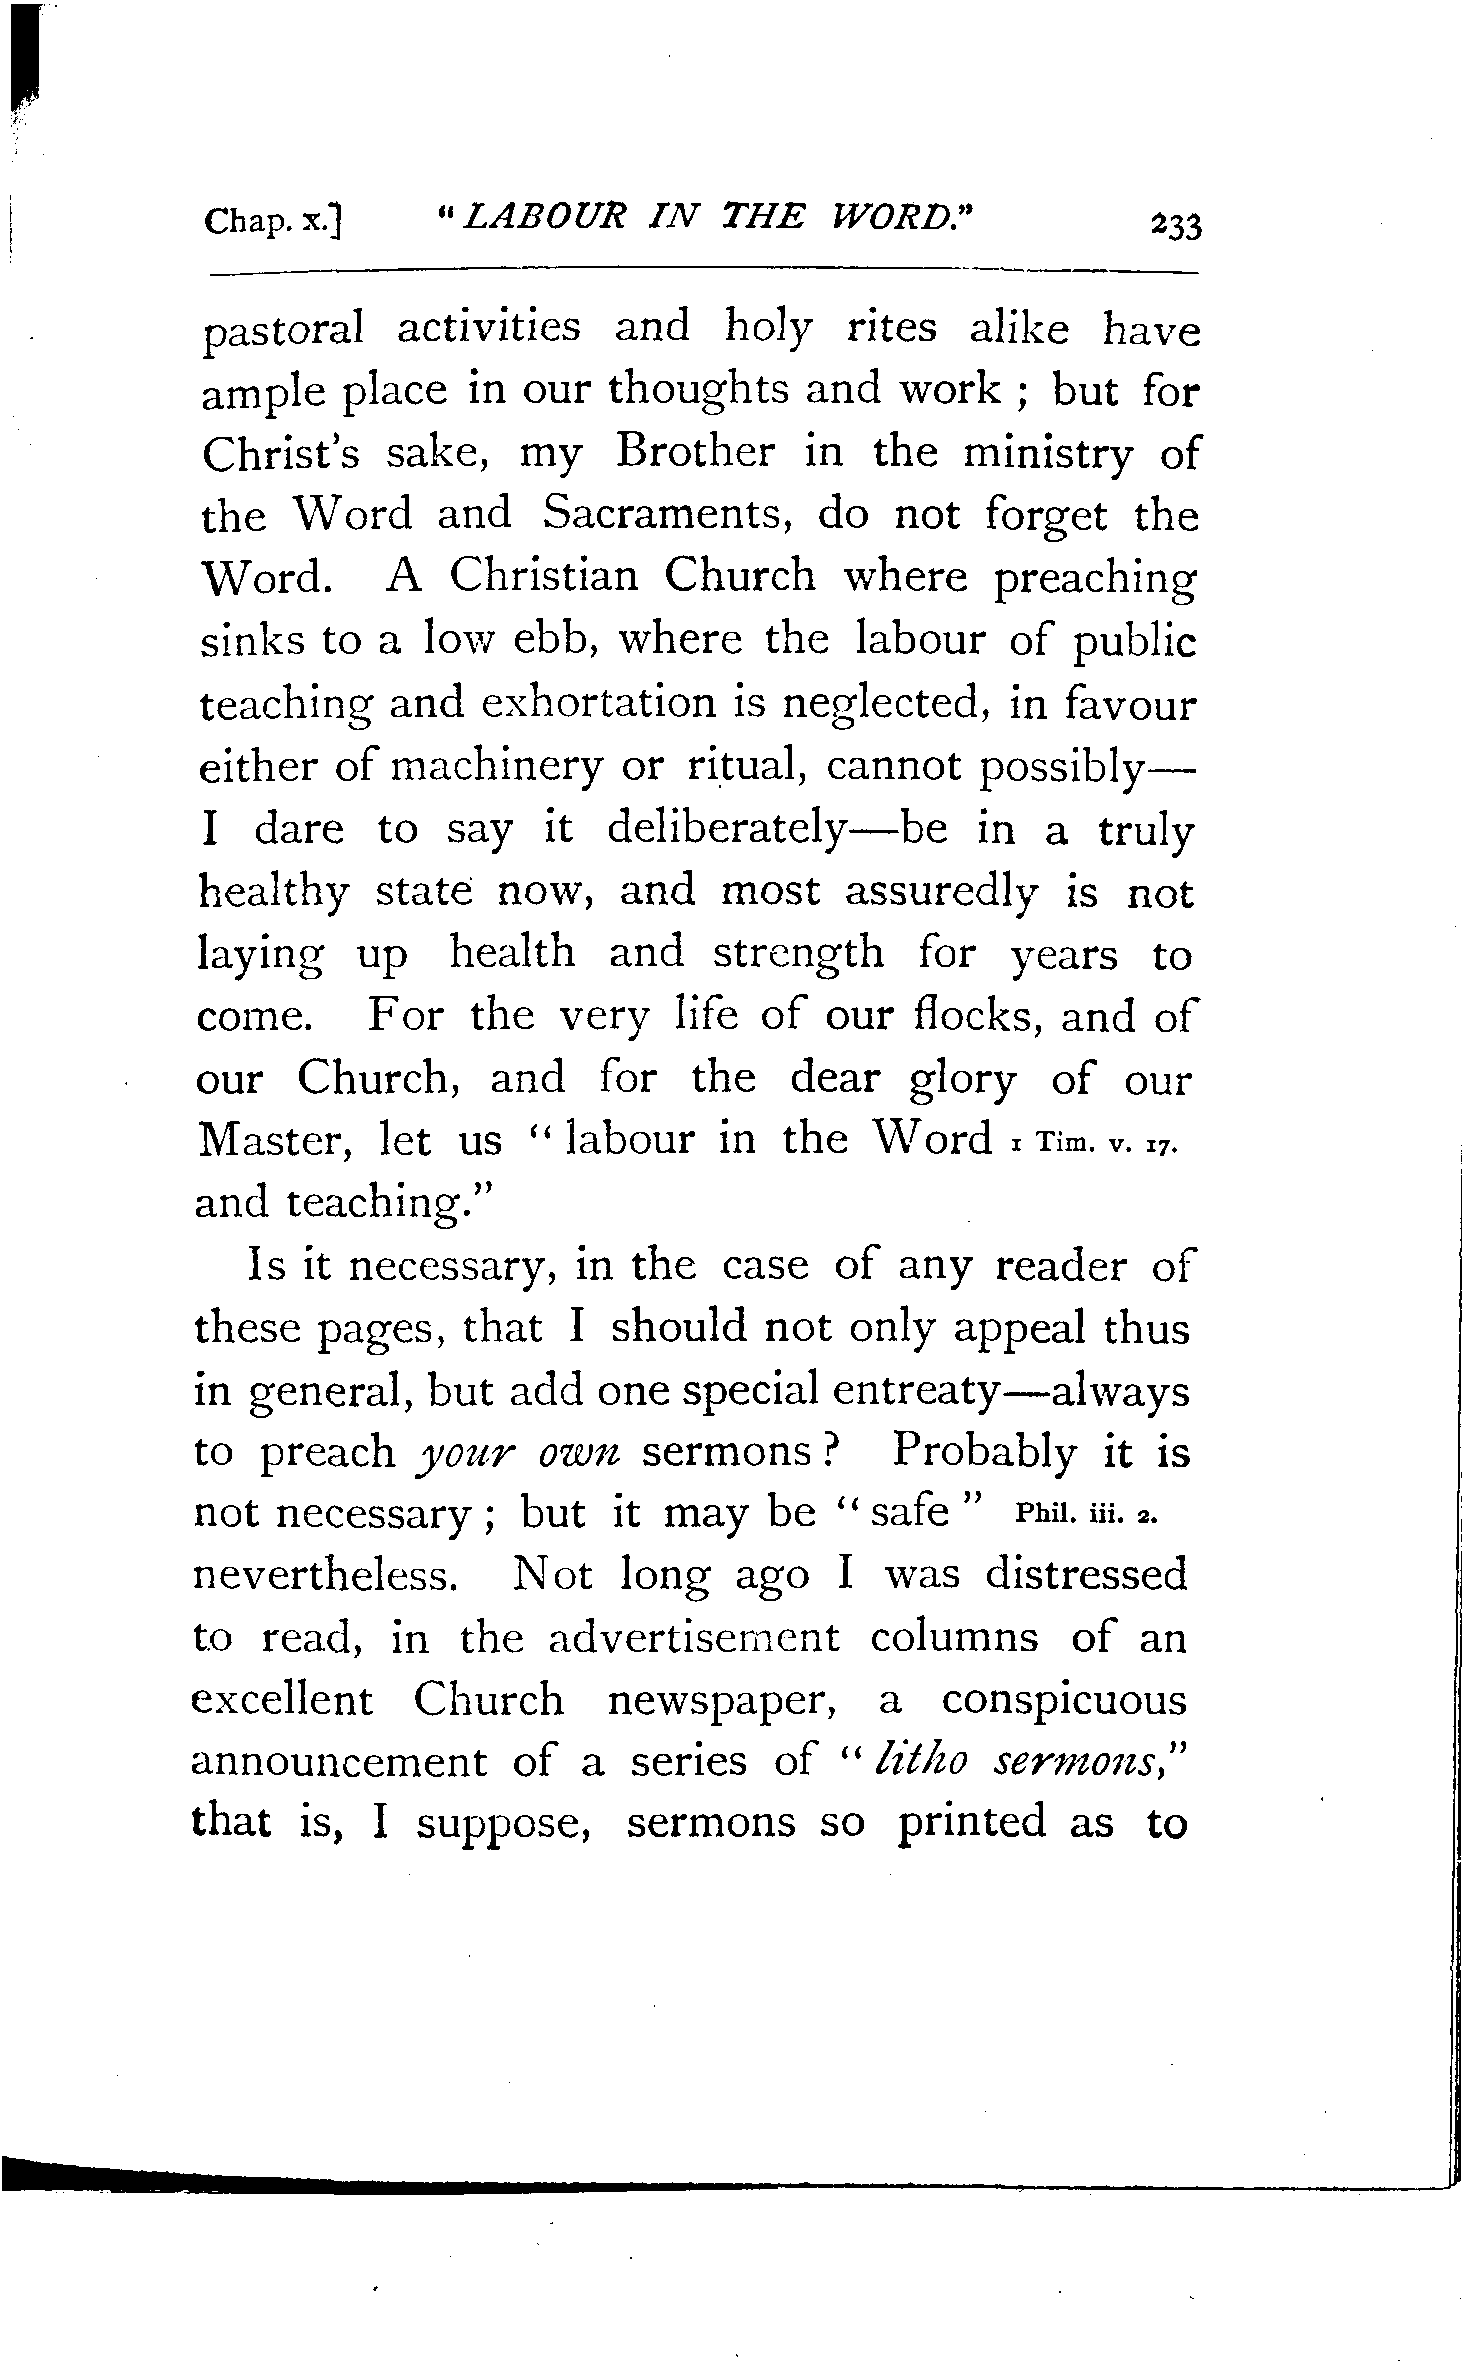 Chap. x.] "LABOUR IN THE WORD." 233
pastoral activities and holy rites alike have
ample place in our thoughts and work ; but for
Christ's sake, my Brother in the ministry of
the Word and Sacraments, do not forget the
Word. A Christian Church where preaching
sinks to a low ebb, where the labour of public
teaching and exhortation is neglected, in favour
either of machinery or ritual, cannot possibly—
I dare to say it deliberately—be in a truly
healthy state now, and most assuredly is not
laying up health and strength for years to
come. For the very life of our flocks, and of
our Church, and for the dear glory of our
Master, let us " labour in the Word 1 Tim. v. 17.
and teaching."
Is it necessary, in the case of any reader of
these pages, that I should not only appeal thus
in general, but add one special entreaty—always
to preach your own sermons ? Probably it is
not necessary ; but it may be " safe " Phil. iii. 2.
nevertheless. Not long ago I was distressed
to read, in the advertisement columns of an
excellent Church newspaper, a conspicuous
announcement of a series of " litho sermons,"
that is, I suppose, sermons so printed as to